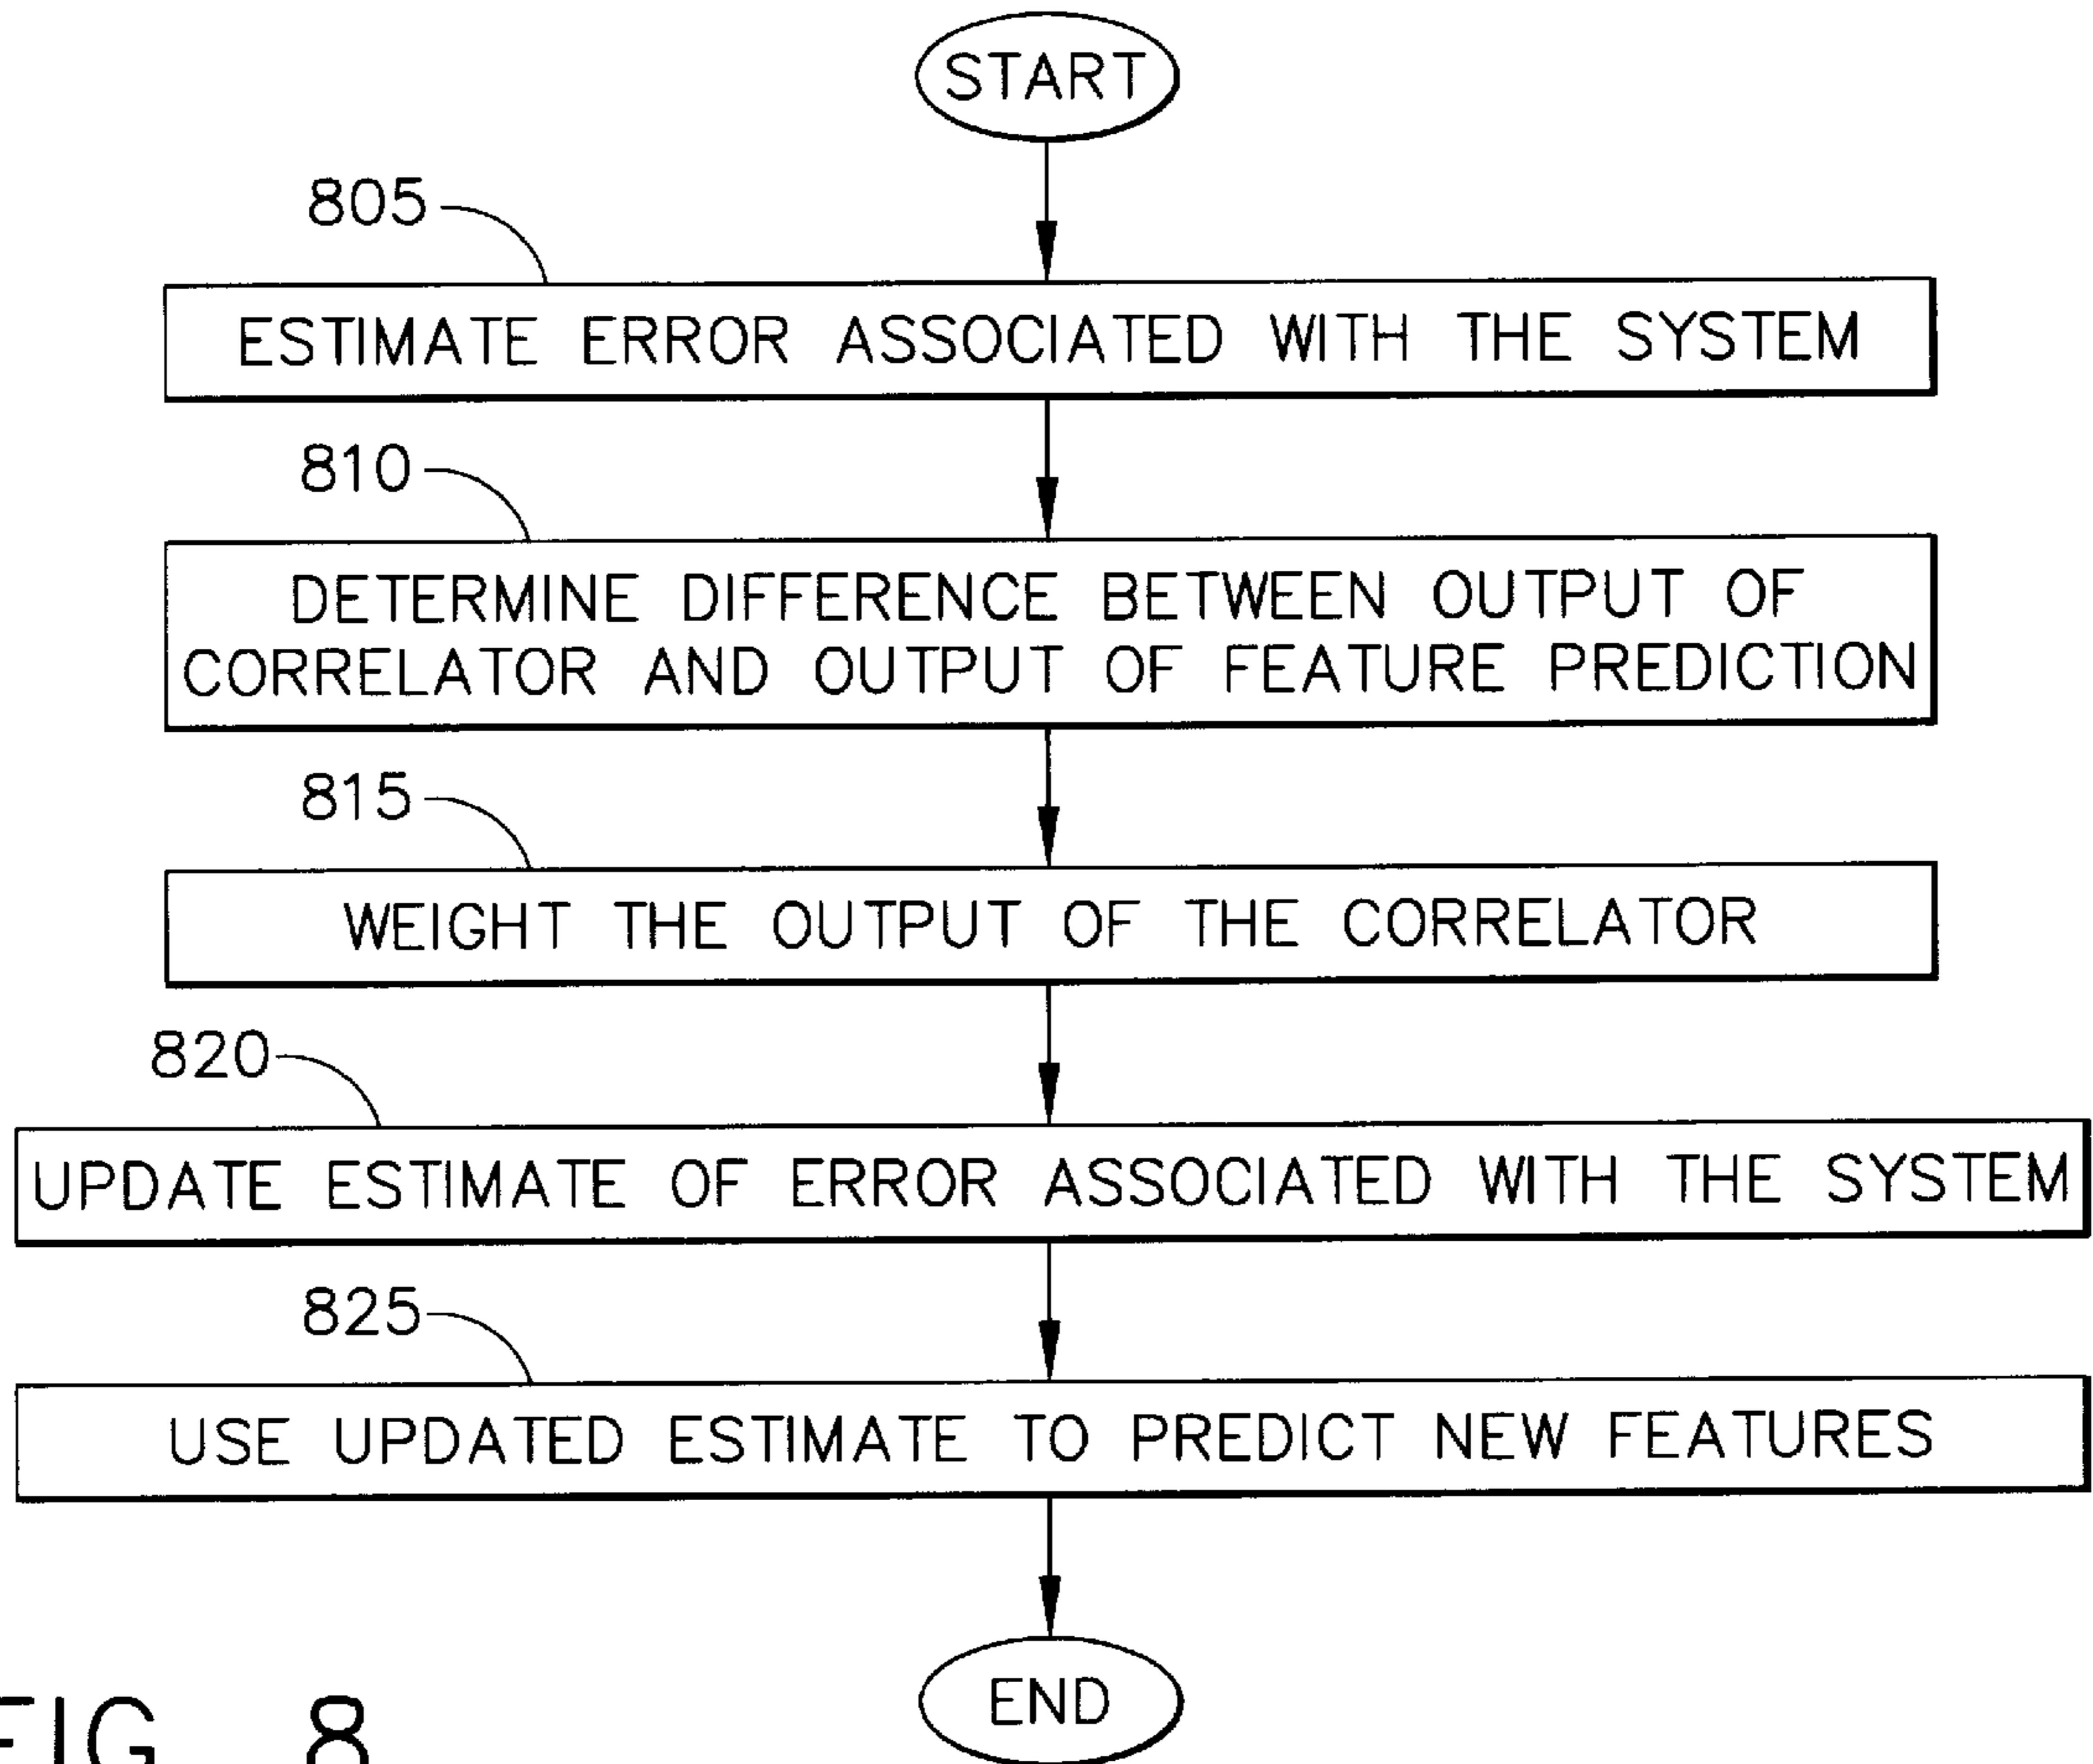 START
805
ESTIMATE ERROR ASSOCIATED WITH THE SYSTEM
810
DETERMINE DIFFERENCE BETWEEN OUTPUT OF
CORRELATOR AND OUTPUT OF FEATURE PREDICTION
815
WEIGHT THE OUTPUT OF THE CORRELATOR
820
UPDATE ESTIMATE OF ERROR ASSOCIATED WITH THE SYSTEM
825
USE UPDATED ESTIMATE TO PREDICT NEW FEATURES
END
FIG 8